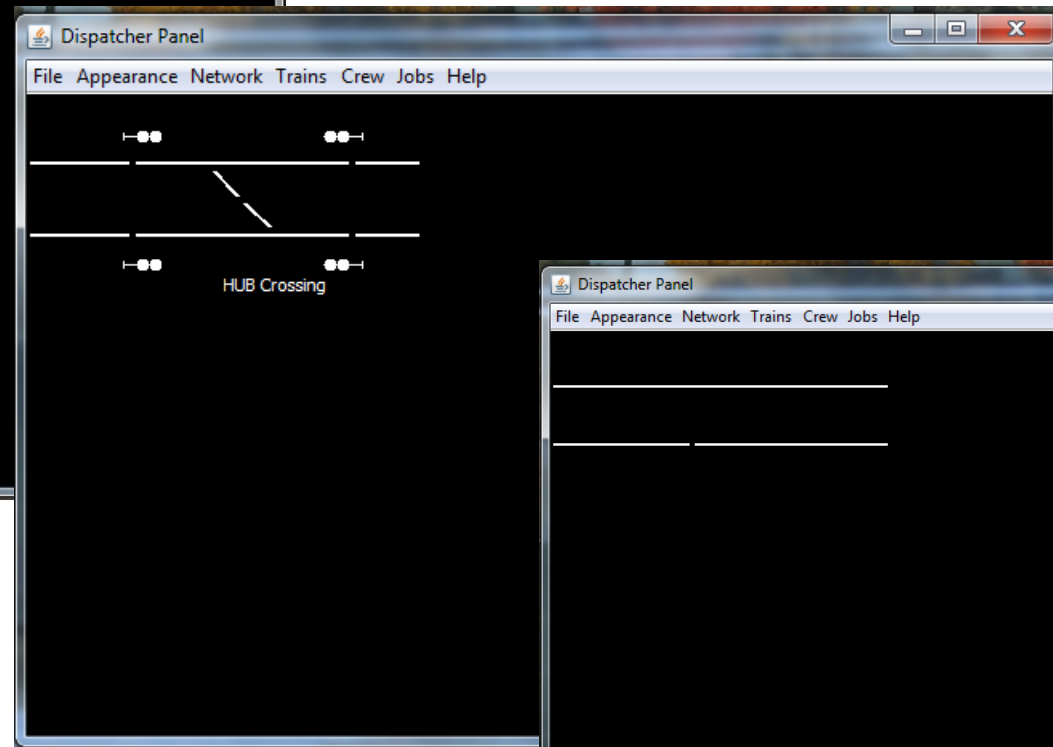 Dispatcher Panel
File Appearance Network Trains Crew Jobs Help
HUB Crossing
Dispatcher Panel
File Appearance Network Trains Crew Jobs Help